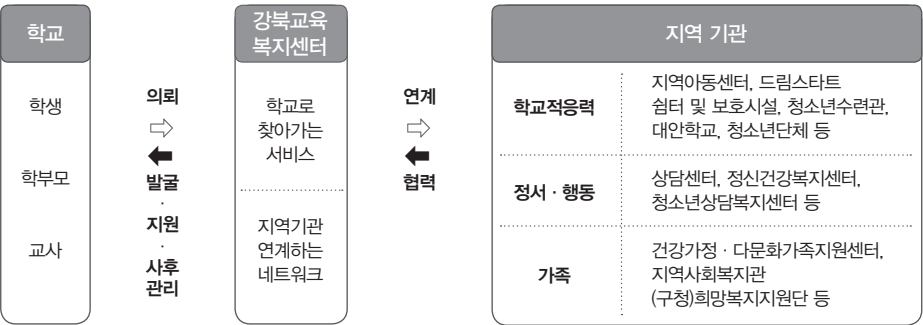 학교
학생
학부모
교사
의뢰
발굴
·
지원
·
사후
관리
강북교육
복지센터
학교로
찾아가는
서비스
지역기관
연계하는
네트워크
연계
협력
지역 기관
학교적응력
지역아동센터, 드림스타트
쉼터 및 보호시설, 청소년수련관,
대안학교, 청소년단체 등
정서 · 행동
상담센터, 정신건강복지센터,
청소년상담복지센터 등
가족
건강가정 · 다문화가족지원센터,
지역사회복지관
(구청)희망복지지원단 등